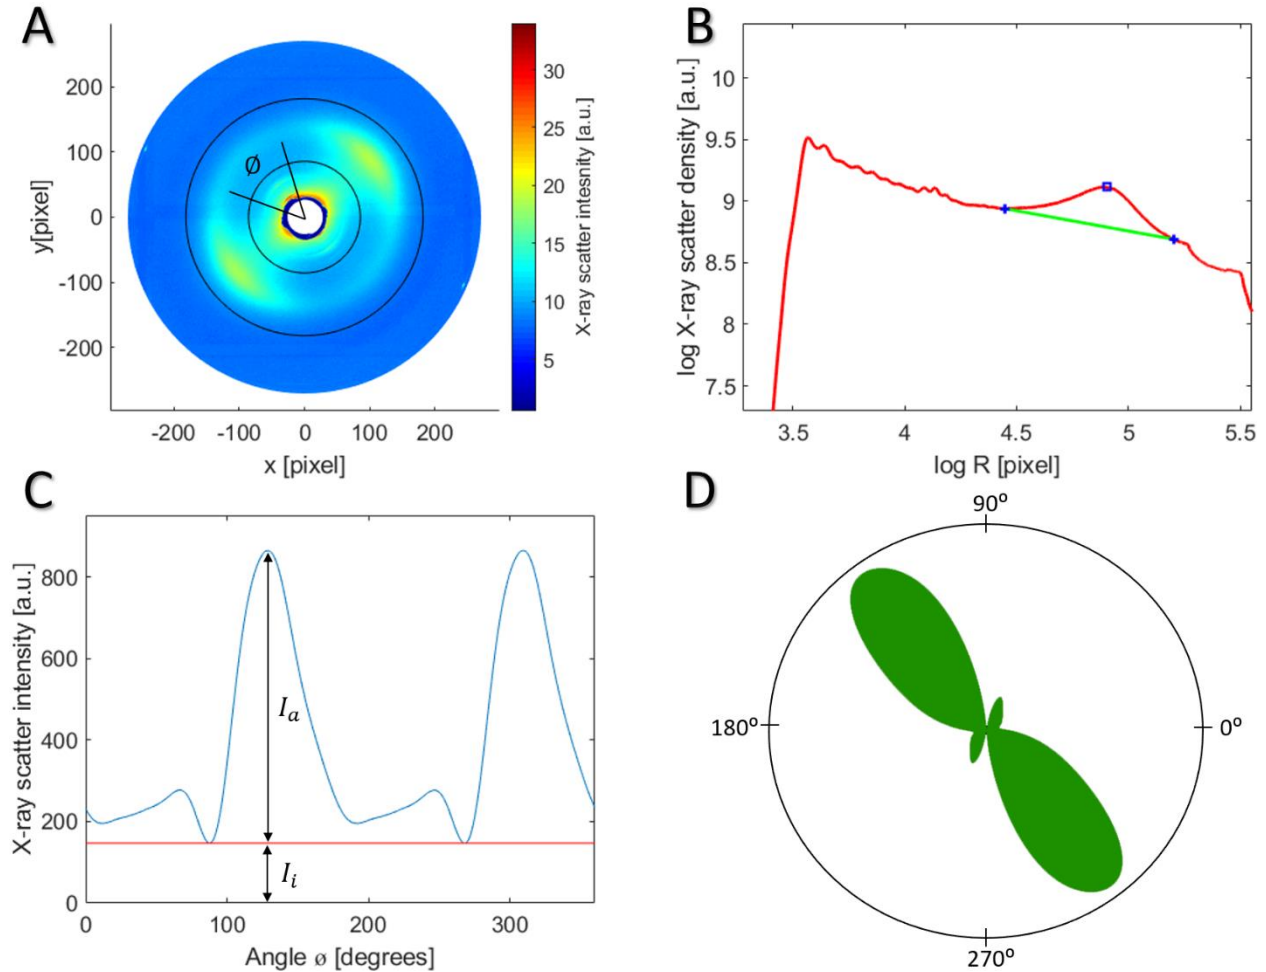 A
200
100
0
-100
-200
y[pixel]
-200 -100 0 100 200
x [pixel]
Ø
30
25
20
15
10
5
X-ray scatter intesnity [a.u.]
B
10
9.5
9
8.5
8
7.5
log X-ray scatter density [a.u.]
3.5 4 4.5 5 5.5
log R [pixel]
C
800
600
400
200
0
X-ray scatter intensity [a.u.]
Ia
Ii
0 100 200 300
Angle ø [degrees]
D
90º
180º
0º
270º